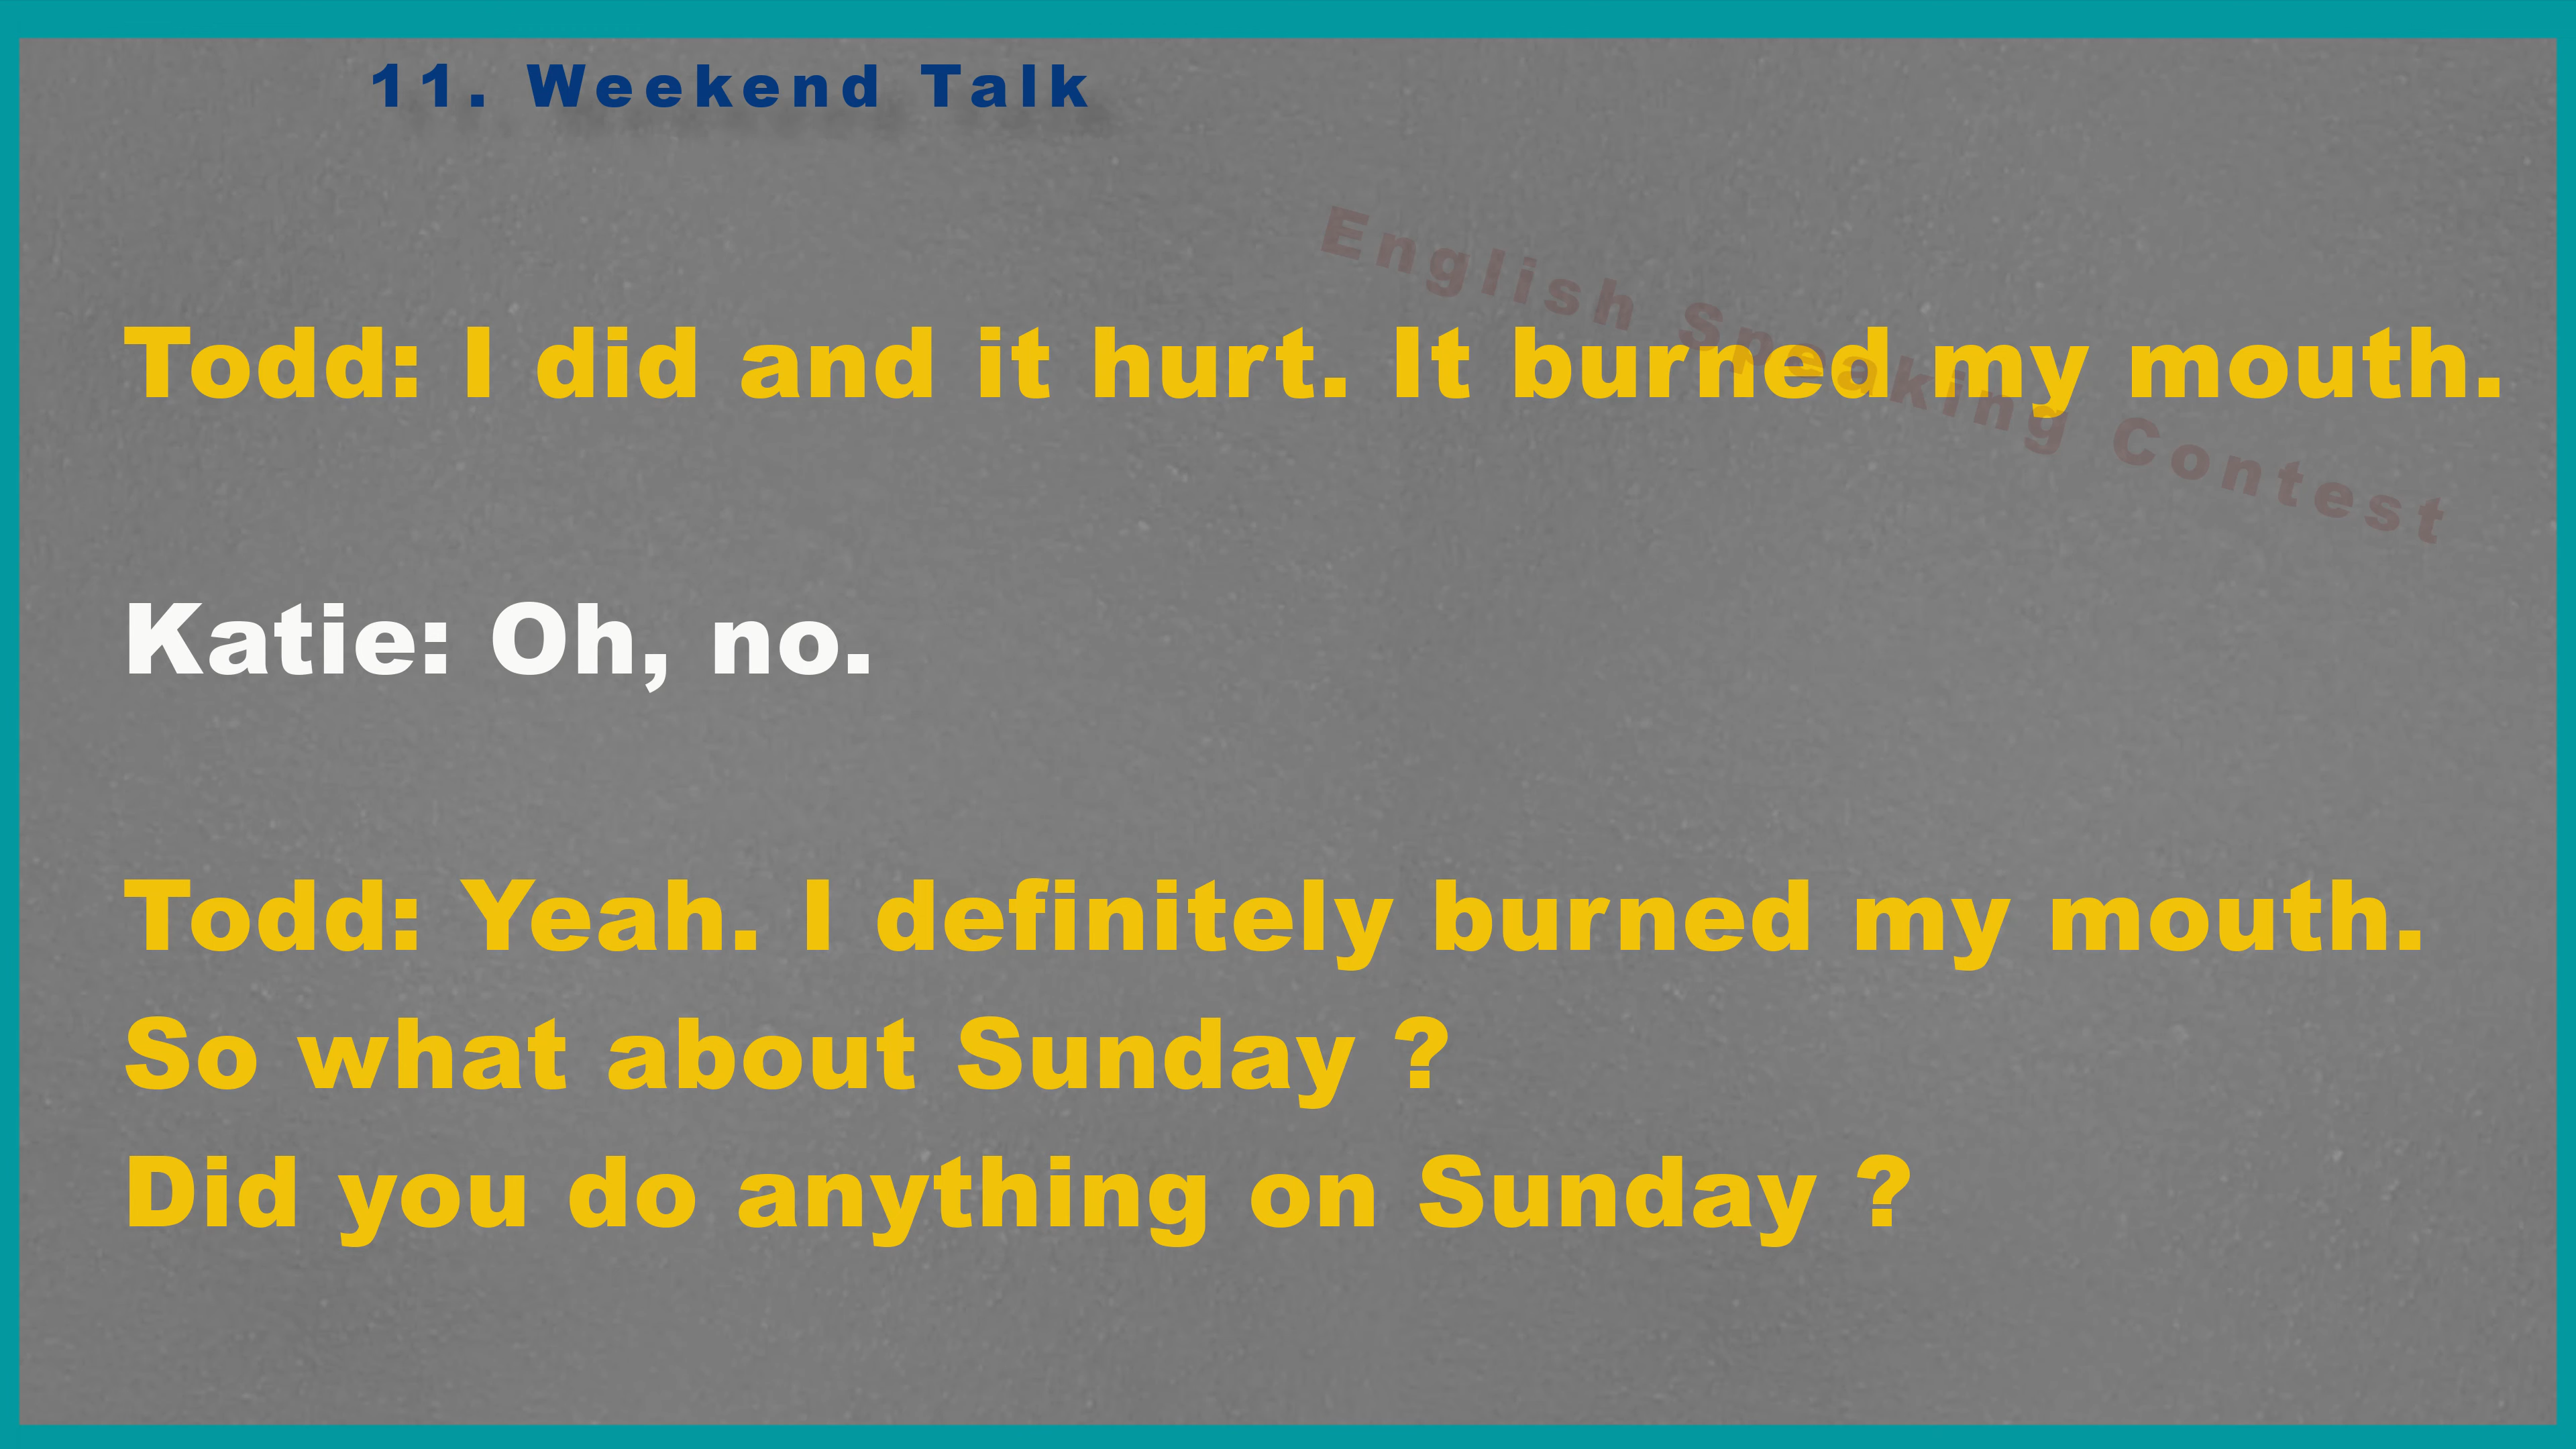 11. Weekend Talk
English Speaking Contest
Todd: I did and it hurt. It burned my mouth.
Katie: Oh, no.
Todd: Yeah. I definitely burned my mouth.
So what about Sunday ?
Did you do anything on Sunday ?